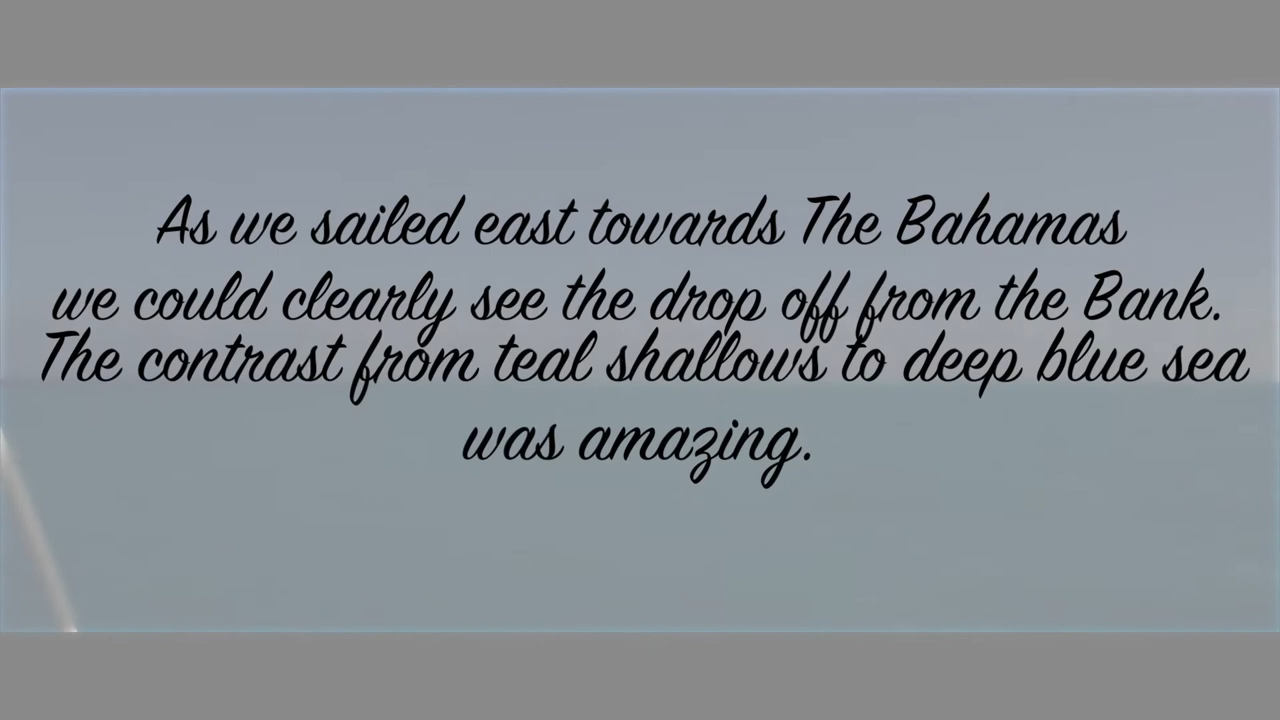 As we sailed east towards The Bahamas
we could clearly see the drop off from the Bank.
The contrast from teal shallows to deep blue sea
was amazing.